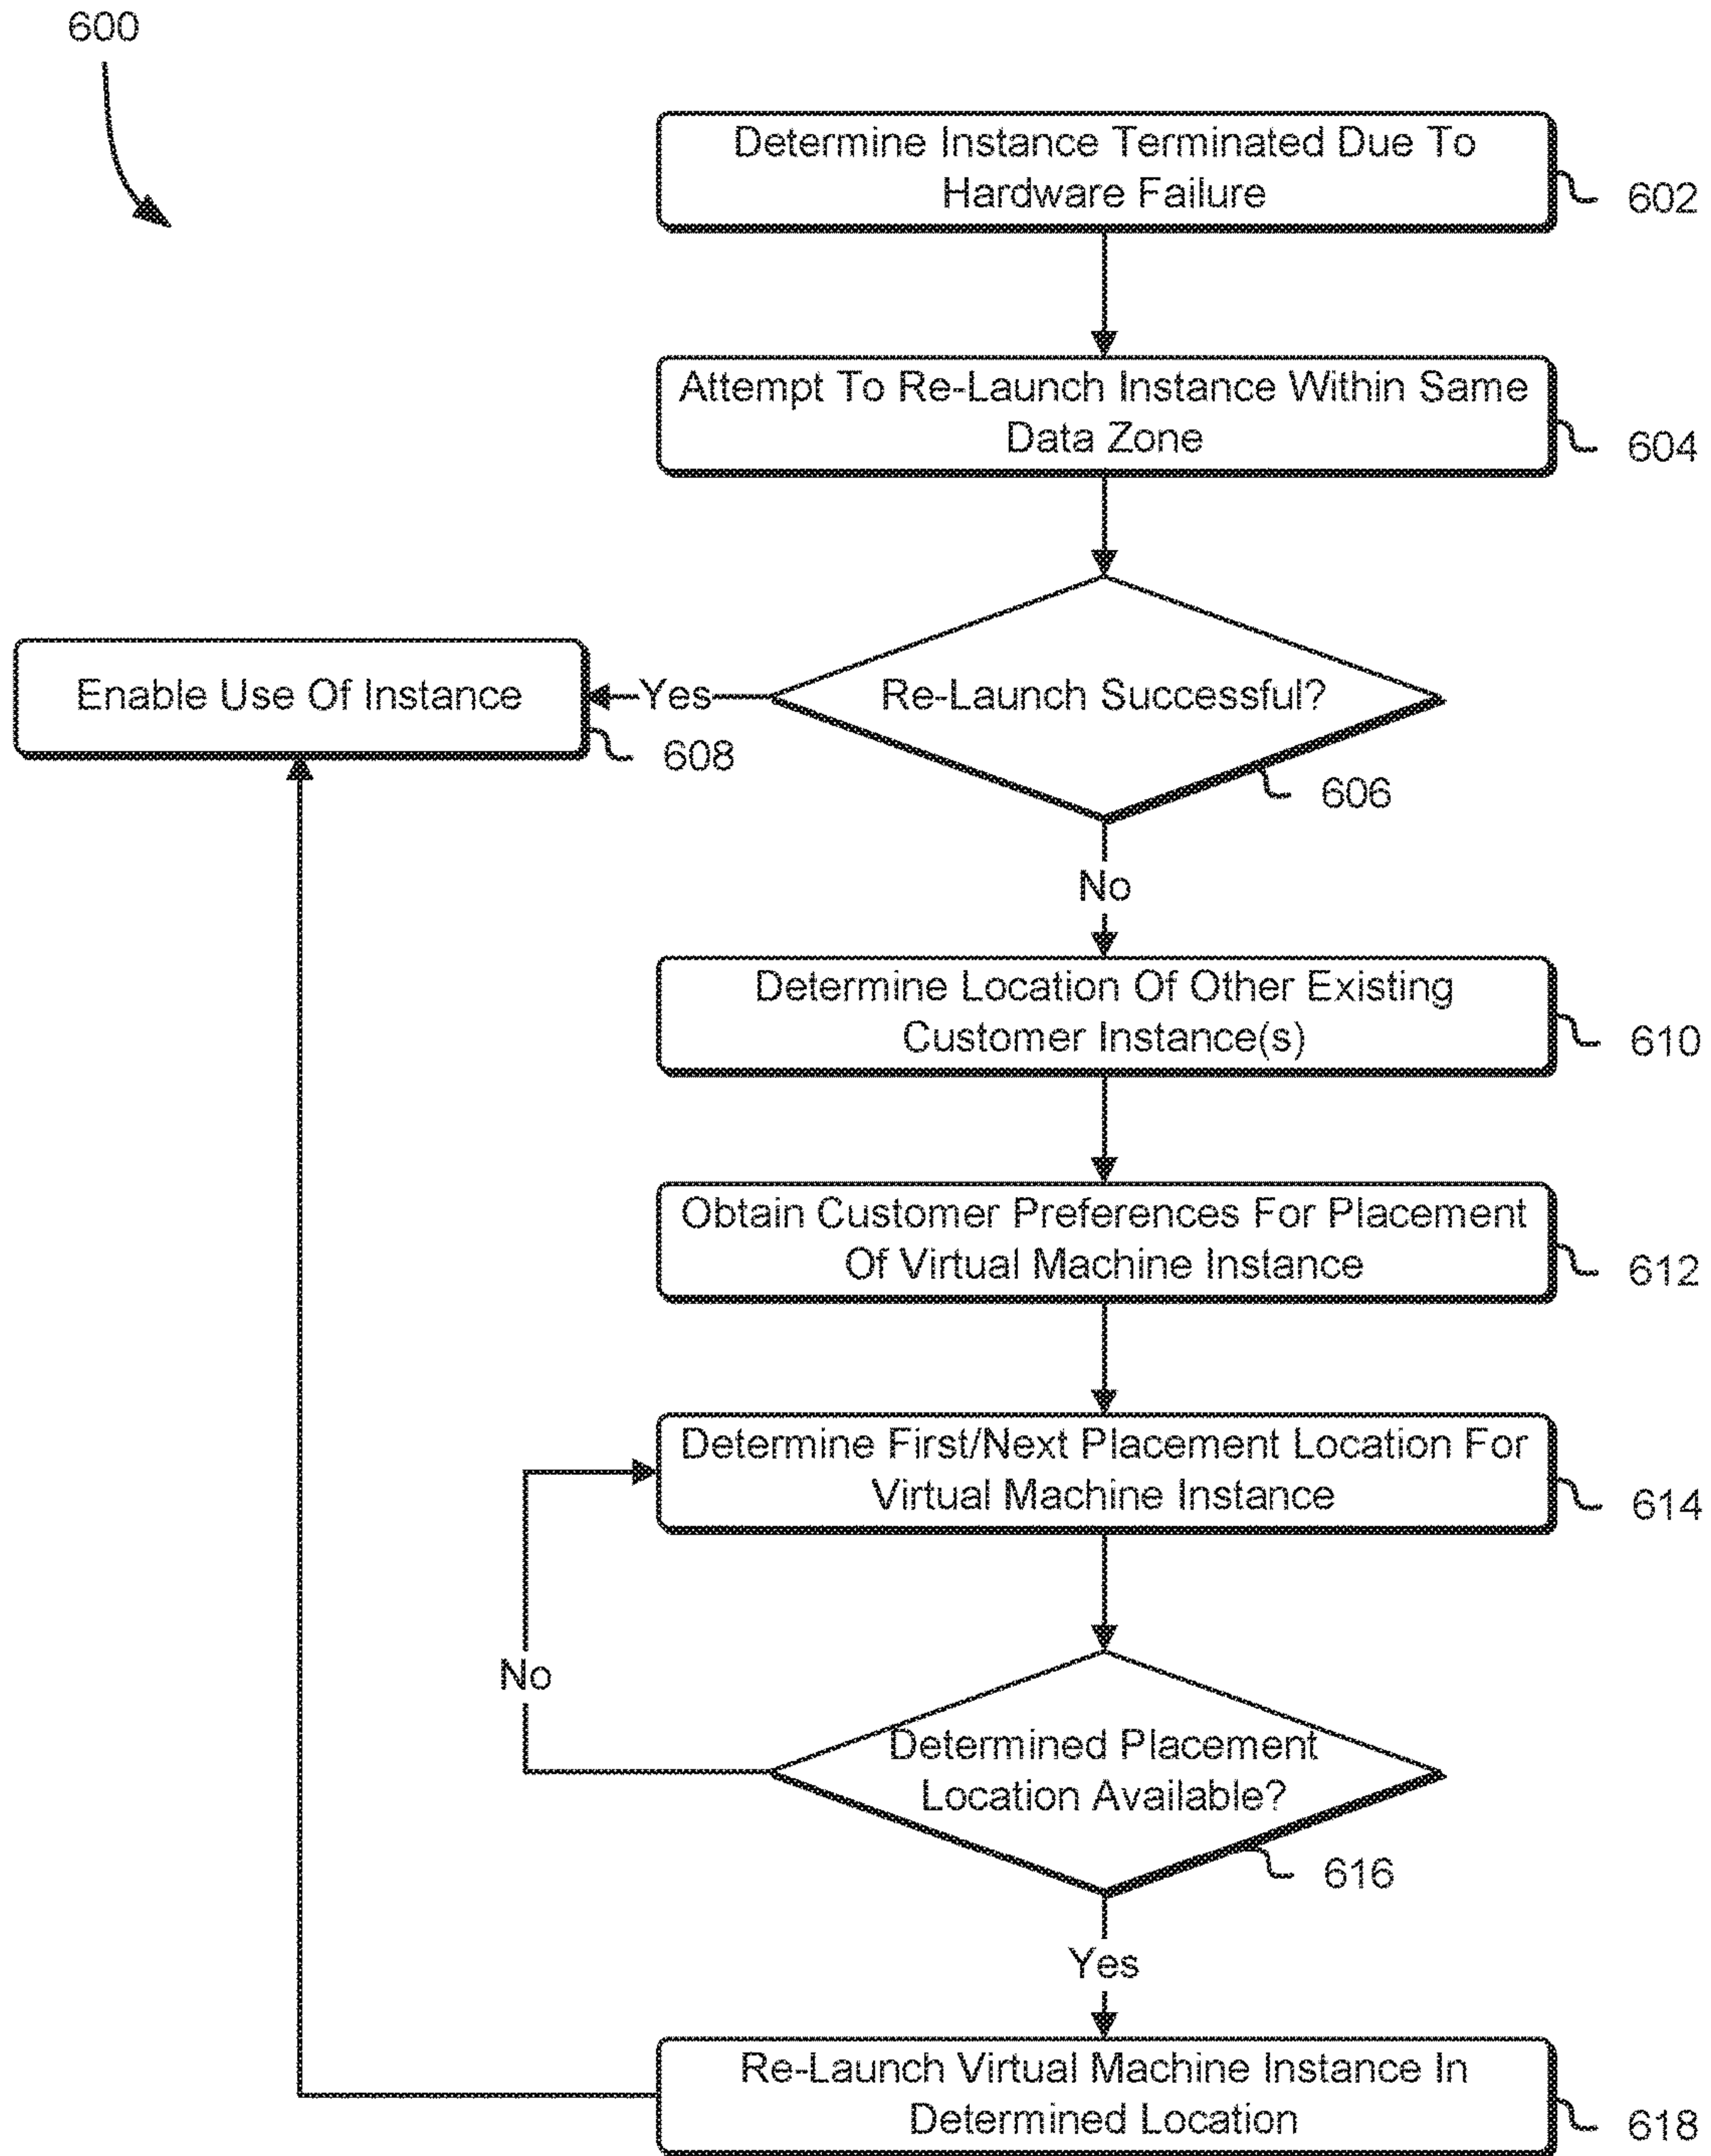 600
Determine Instance Terminated Due To
Hardware Failure
602
Attempt To Re-Launch Instance Within Same
Data Zone
604
Enable Use Of Instance
608
Yes
Re-Launch Successful?
606
No
Determine Location Of Other Existing
Customer Instance(s)
610
Obtain Customer Preferences For Placement
Of Virtual Machine Instance
612
Determine First/Next Placement Location For
Virtual Machine Instance
614
No
Determined Placement
Location Available?
616
Yes
Re-Launch Virtual Machine Instance In
Determined Location
618